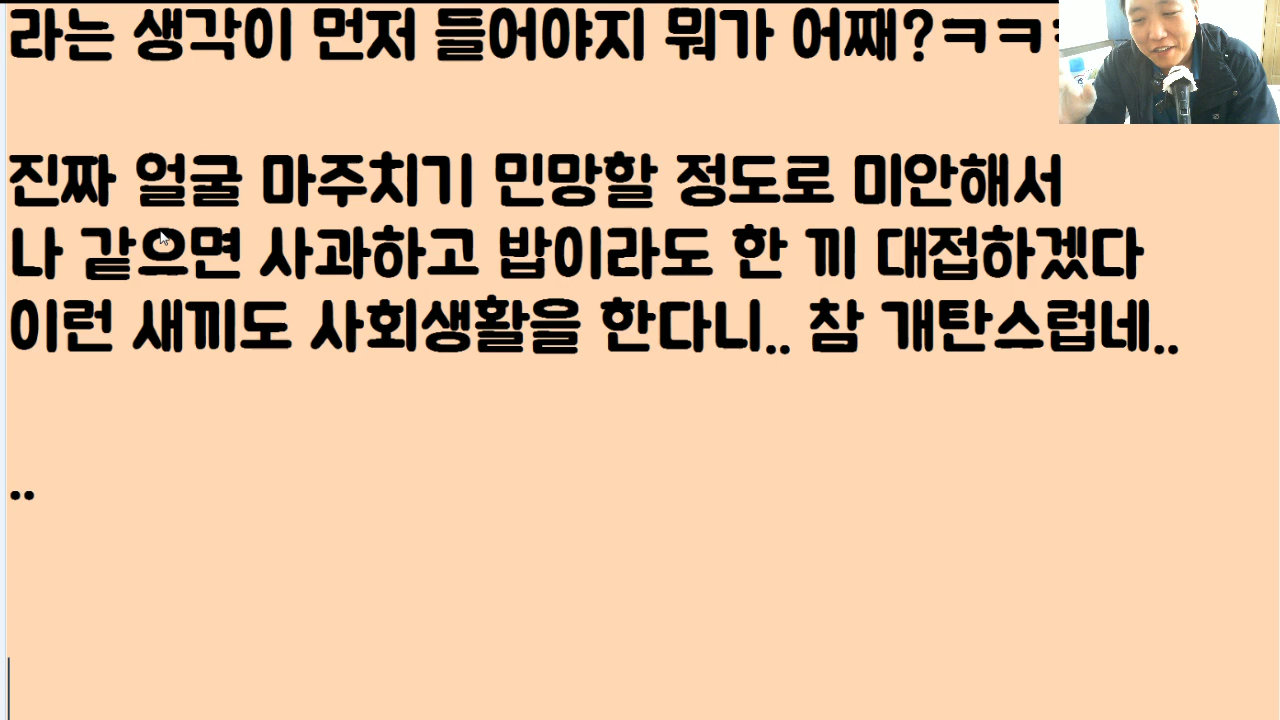 라는 생각이 먼저 들어야지 뭐가 어째?ㅋㅋㅋ
진짜 얼굴 마주치기 민망할 정도로 미안해서
나 같으면 사과하고 밥이라도 한 끼 대접하겠다
이런 새끼도 사회생활을 한다니.. 참 개탄스럽네..
..